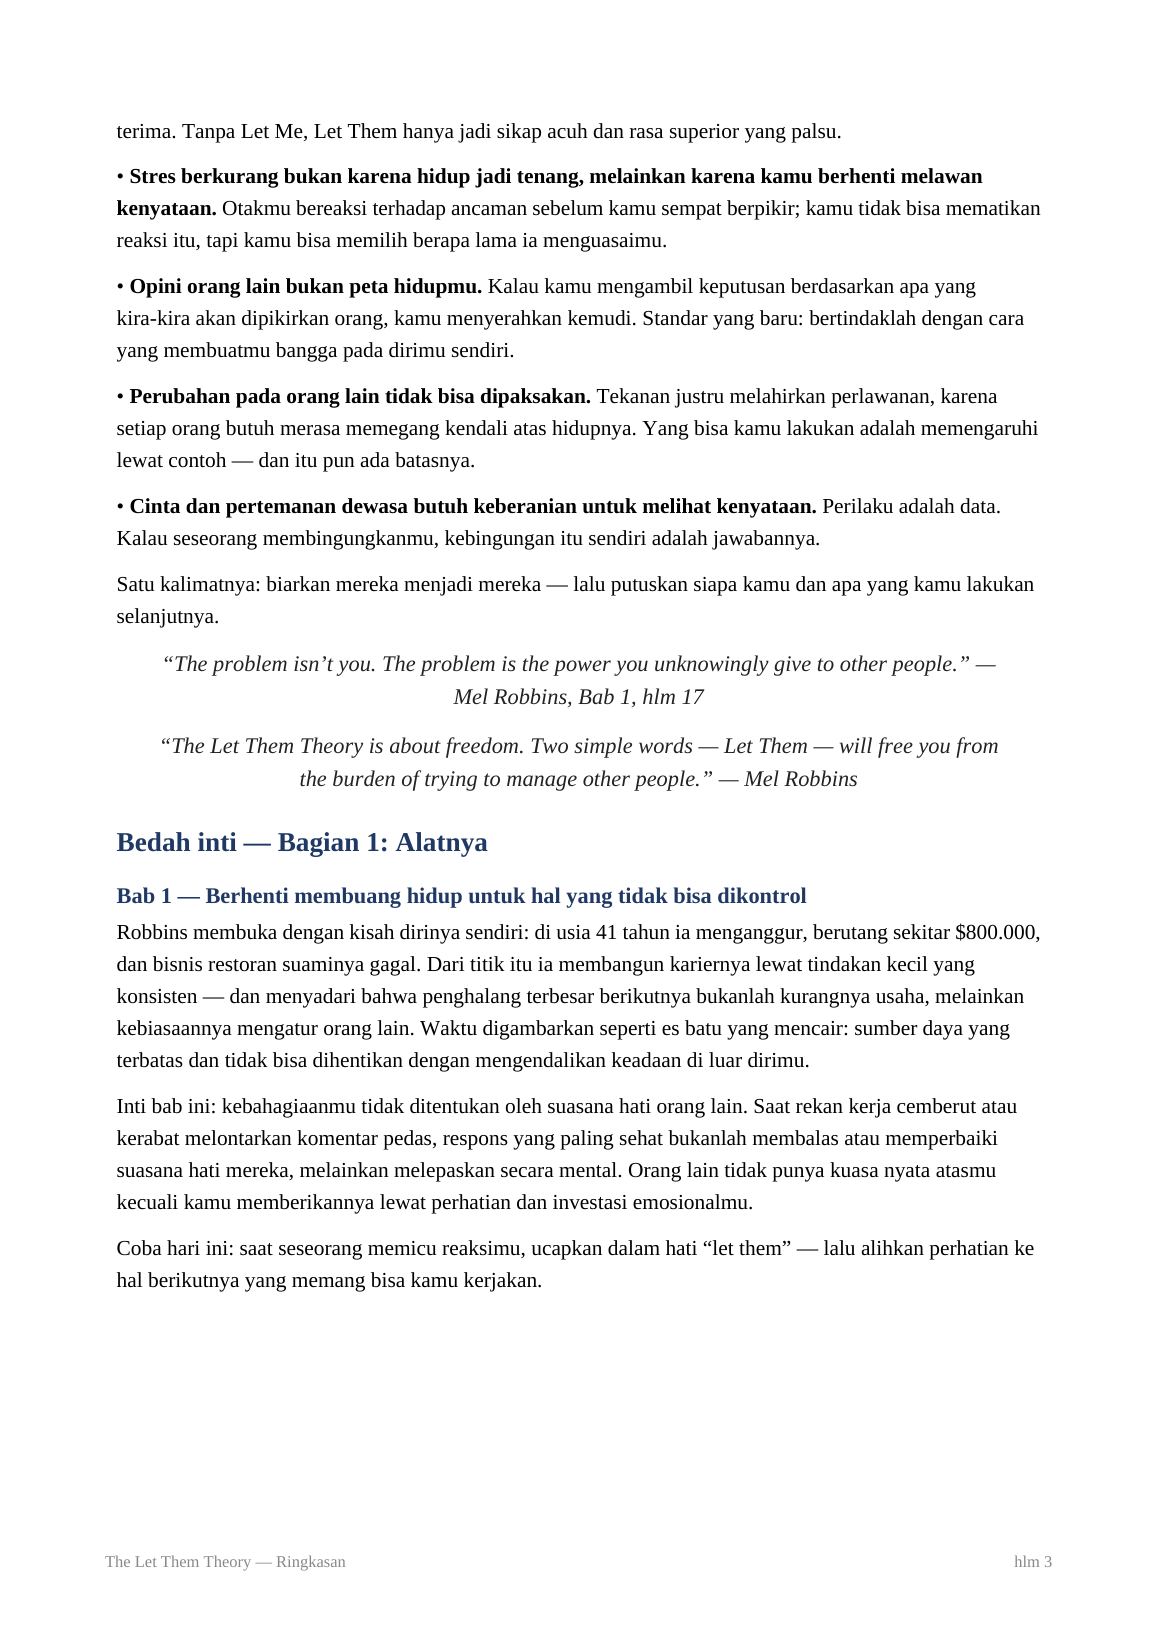 terima. Tanpa Let Me, Let Them hanya jadi sikap acuh dan rasa superior yang palsu.
• Stres berkurang bukan karena hidup jadi tenang, melainkan karena kamu berhenti melawan
kenyataan. Otakmu bereaksi terhadap ancaman sebelum kamu sempat berpikir; kamu tidak bisa mematikan
reaksi itu, tapi kamu bisa memilih berapa lama ia menguasaimu.
• Opini orang lain bukan peta hidupmu. Kalau kamu mengambil keputusan berdasarkan apa yang
kira-kira akan dipikirkan orang, kamu menyerahkan kemudi. Standar yang baru: bertindaklah dengan cara
yang membuatmu bangga pada dirimu sendiri.
• Perubahan pada orang lain tidak bisa dipaksakan. Tekanan justru melahirkan perlawanan, karena
setiap orang butuh merasa memegang kendali atas hidupnya. Yang bisa kamu lakukan adalah memengaruhi
lewat contoh — dan itu pun ada batasnya.
• Cinta dan pertemanan dewasa butuh keberanian untuk melihat kenyataan. Perilaku adalah data.
Kalau seseorang membingungkanmu, kebingungan itu sendiri adalah jawabannya.
Satu kalimatnya: biarkan mereka menjadi mereka — lalu putuskan siapa kamu dan apa yang kamu lakukan
selanjutnya.
“The problem isn’t you. The problem is the power you unknowingly give to other people.” —
Mel Robbins, Bab 1, hlm 17
“The Let Them Theory is about freedom. Two simple words — Let Them — will free you from
the burden of trying to manage other people.” — Mel Robbins
Bedah inti — Bagian 1: Alatnya
Bab 1 — Berhenti membuang hidup untuk hal yang tidak bisa dikontrol
Robbins membuka dengan kisah dirinya sendiri: di usia 41 tahun ia menganggur, berutang sekitar $800.000,
dan bisnis restoran suaminya gagal. Dari titik itu ia membangun kariernya lewat tindakan kecil yang
konsisten — dan menyadari bahwa penghalang terbesar berikutnya bukanlah kurangnya usaha, melainkan
kebiasaannya mengatur orang lain. Waktu digambarkan seperti es batu yang mencair: sumber daya yang
terbatas dan tidak bisa dihentikan dengan mengendalikan keadaan di luar dirimu.
Inti bab ini: kebahagiaanmu tidak ditentukan oleh suasana hati orang lain. Saat rekan kerja cemberut atau
kerabat melontarkan komentar pedas, respons yang paling sehat bukanlah membalas atau memperbaiki
suasana hati mereka, melainkan melepaskan secara mental. Orang lain tidak punya kuasa nyata atasmu
kecuali kamu memberikannya lewat perhatian dan investasi emosionalmu.
Coba hari ini: saat seseorang memicu reaksimu, ucapkan dalam hati “let them” — lalu alihkan perhatian ke
hal berikutnya yang memang bisa kamu kerjakan.
The Let Them Theory — Ringkasan
hlm 3